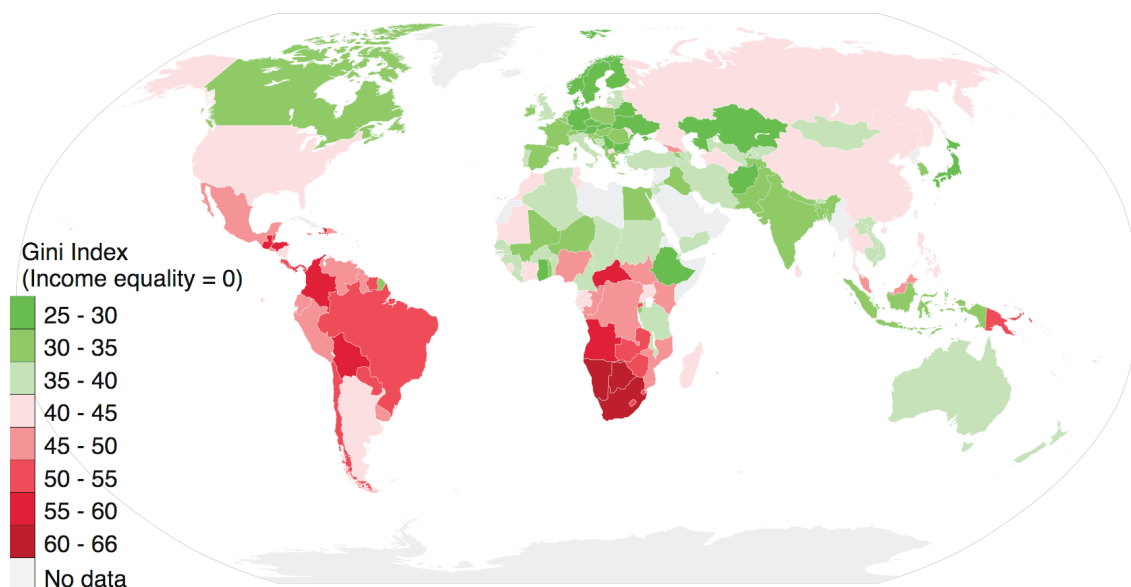 Gini Index
(Income equality = 0)
25 - 30
30 - 35
35 - 40
40 - 45
45 - 50
50 - 55
55 - 60
60 - 66
No data